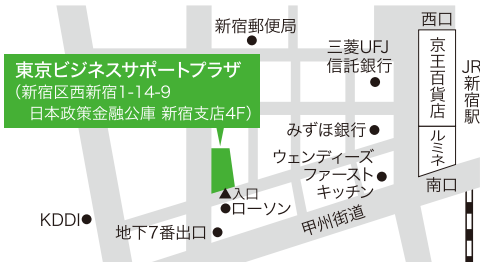 新宿郵便局
西口
三菱UFJ
信託銀行
京王百貨店
JR新宿駅
東京ビジネスサポートプラザ
(新宿区西新宿1-14-9
日本政策金融公庫 新宿支店4F)
みずほ銀行
ルミネ
ウェンディーズ
ファースト
キッチン
南口
▲入口
ローソン
甲州街道
KDDI
地下7番出口